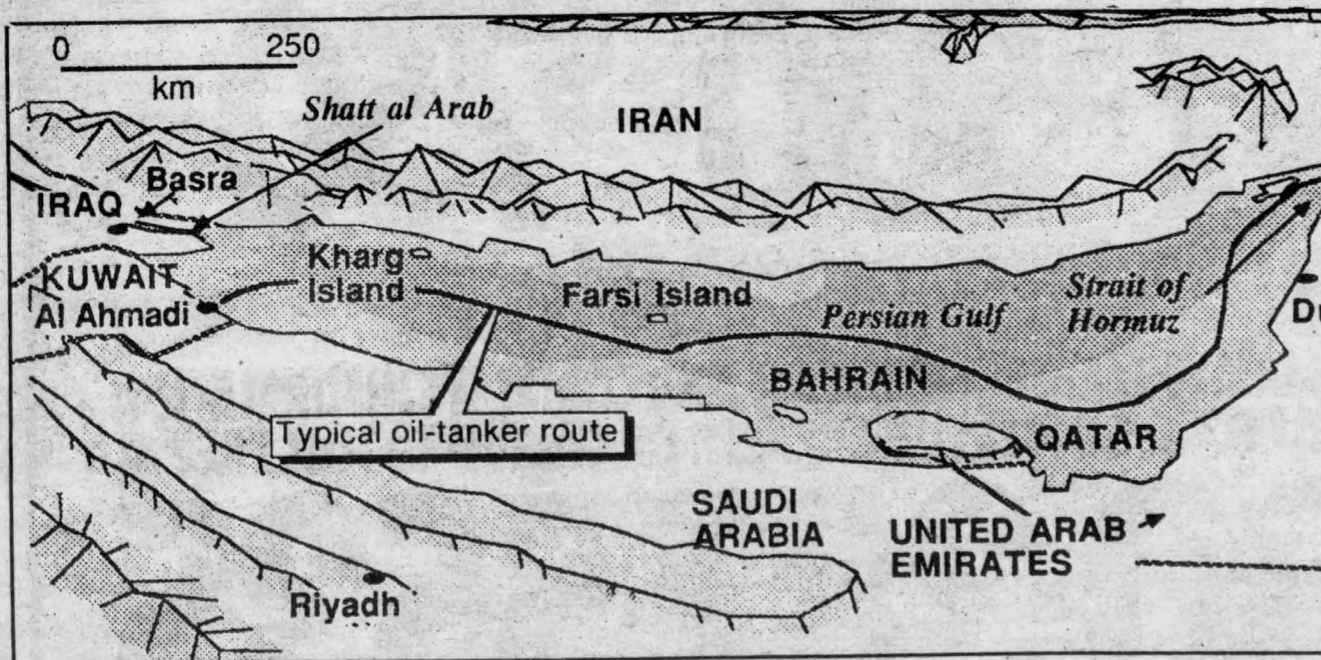 0 250
km
Shatt al Arab
IRAN
Basra
IRAQ
KUWAIT
Al Ahmadi
Kharg
Island
Farsi Island
Persian Gulf
Strait of
Hormuz
BAHRAIN
Typical oil-tanker route
QATAR
SAUDI
ARABIA
UNITED ARAB
EMIRATES
Riyadh